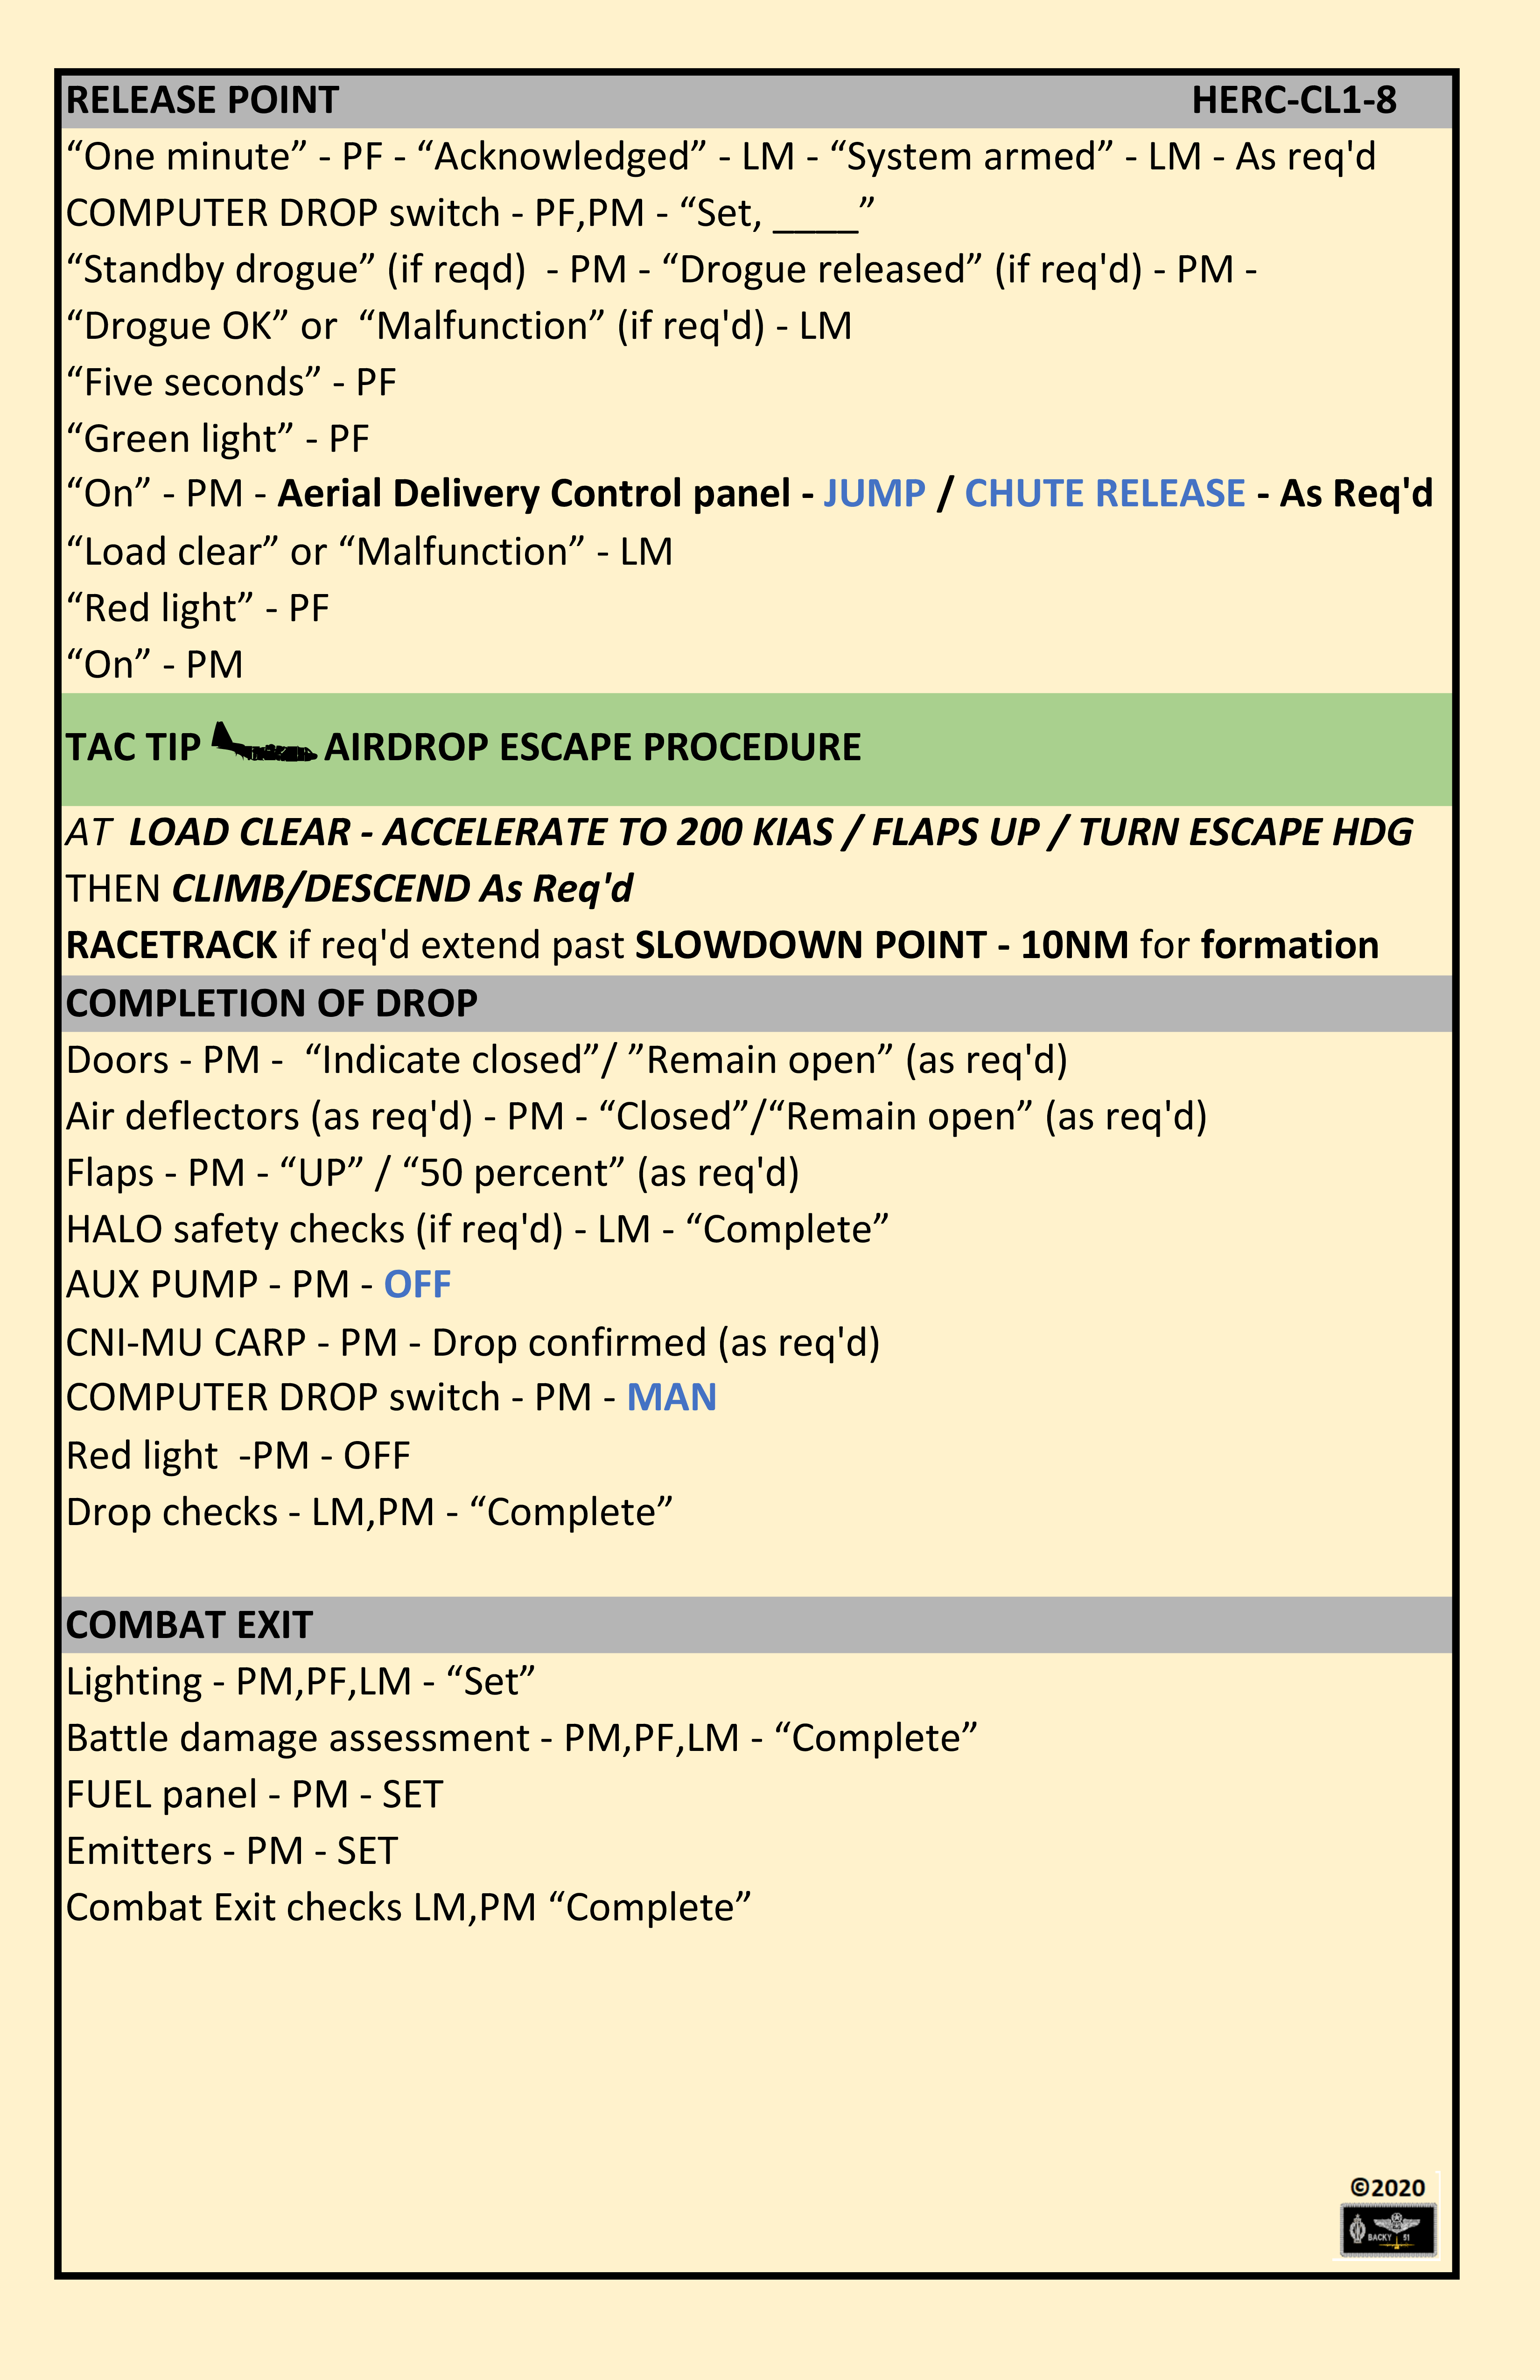 RELEASE POINT HERC-CL1-8
“One minute” - PF - “Acknowledged” - LM - “System armed” - LM - As req'd
COMPUTER DROP switch - PF,PM - “Set, ____”
“Standby drogue” (if reqd)  - PM - “Drogue released” (if req'd) - PM -
“Drogue OK” or  “Malfunction” (if req'd) - LM
“Five seconds” - PF
“Green light” - PF
“On” - PM - Aerial Delivery Control panel - JUMP / CHUTE RELEASE - As Req'd
“Load clear” or “Malfunction” - LM
“Red light” - PF
“On” - PM
TAC TIP AIRDROP ESCAPE PROCEDURE
AT  LOAD CLEAR - ACCELERATE TO 200 KIAS / FLAPS UP / TURN ESCAPE HDG
THEN CLIMB/DESCEND As Req'd
RACETRACK if req'd extend past SLOWDOWN POINT - 10NM for formation
COMPLETION OF DROP
Doors - PM -  “Indicate closed”/ ”Remain open” (as req'd)
Air deflectors (as req'd) - PM - “Closed”/“Remain open” (as req'd)
Flaps - PM - “UP” / “50 percent” (as req'd)
HALO safety checks (if req'd) - LM - “Complete”
AUX PUMP - PM - OFF
CNI-MU CARP - PM - Drop confirmed (as req'd)
COMPUTER DROP switch - PM - MAN
Red light  -PM - OFF
Drop checks - LM,PM - “Complete”
COMBAT EXIT
Lighting - PM,PF,LM - “Set”
Battle damage assessment - PM,PF,LM - “Complete”
FUEL panel - PM - SET
Emitters - PM - SET
Combat Exit checks LM,PM “Complete”
©2020
BACKY 51